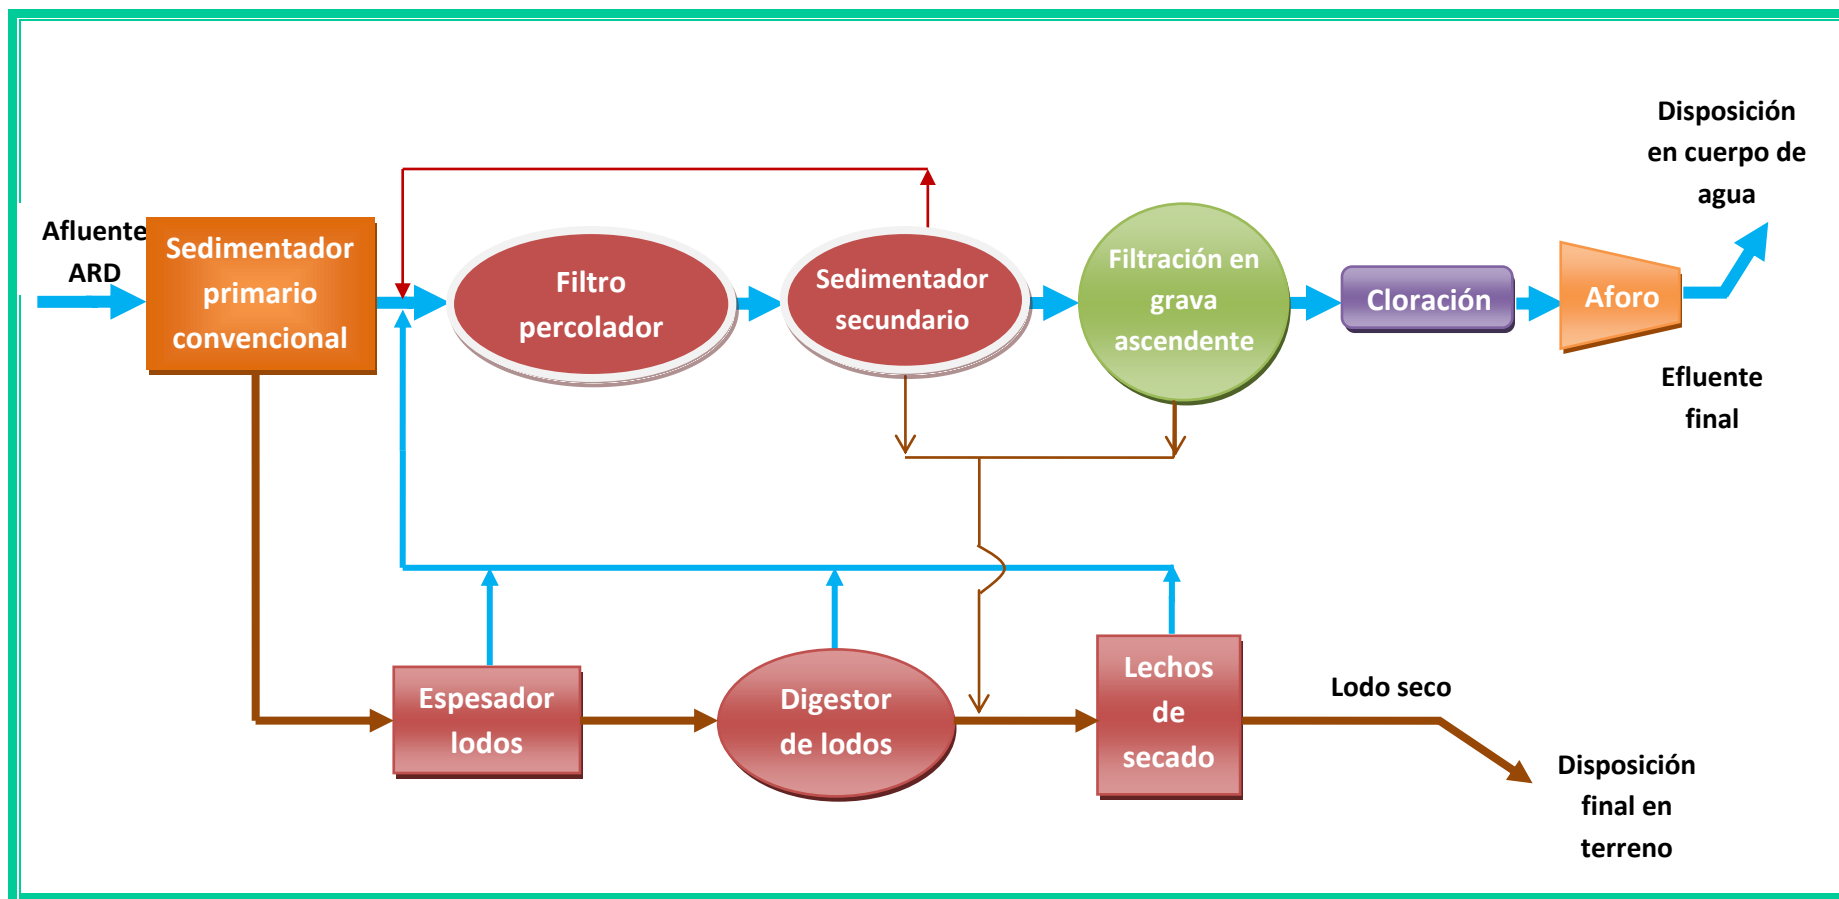 Afluente
ARD
Sedimentador
primario
convencional
Filtro
percolador
Sedimentador
secundario
Filtración en
grava
ascendente
Cloración
Aforo
Disposición
en cuerpo de
agua
Efluente
final
Espesador
lodos
Digestor
de lodos
Lechos
de
secado
Lodo seco
Disposición
final en
terreno